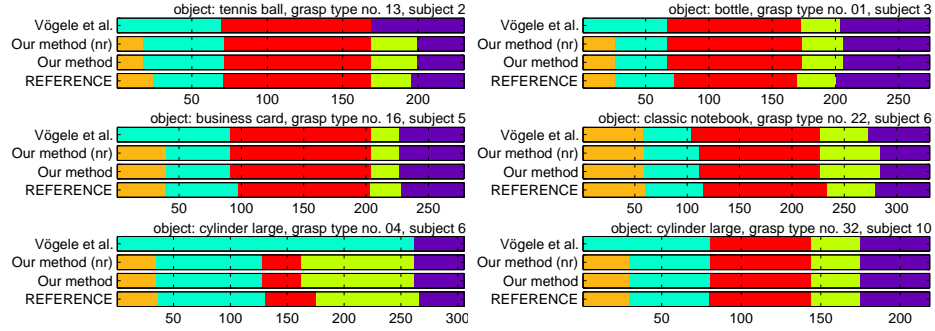 object: tennis ball, grasp type no. 13, subject 2
Vögele et al.
Our method (nr)
Our method
REFERENCE
50 100 150 200
object: bottle, grasp type no. 01, subject 3
Vögele et al.
Our method (nr)
Our method
REFERENCE
50 100 150 200 250
object: business card, grasp type no. 16, subject 5
Vögele et al.
Our method (nr)
Our method
REFERENCE
50 100 150 200 250
object: classic notebook, grasp type no. 22, subject 6
Vögele et al.
Our method (nr)
Our method
REFERENCE
50 100 150 200 250 300
object: cylinder large, grasp type no. 04, subject 6
Vögele et al.
Our method (nr)
Our method
REFERENCE
50 100 150 200 250 300
object: cylinder large, grasp type no. 32, subject 10
Vögele et al.
Our method (nr)
Our method
REFERENCE
50 100 150 200